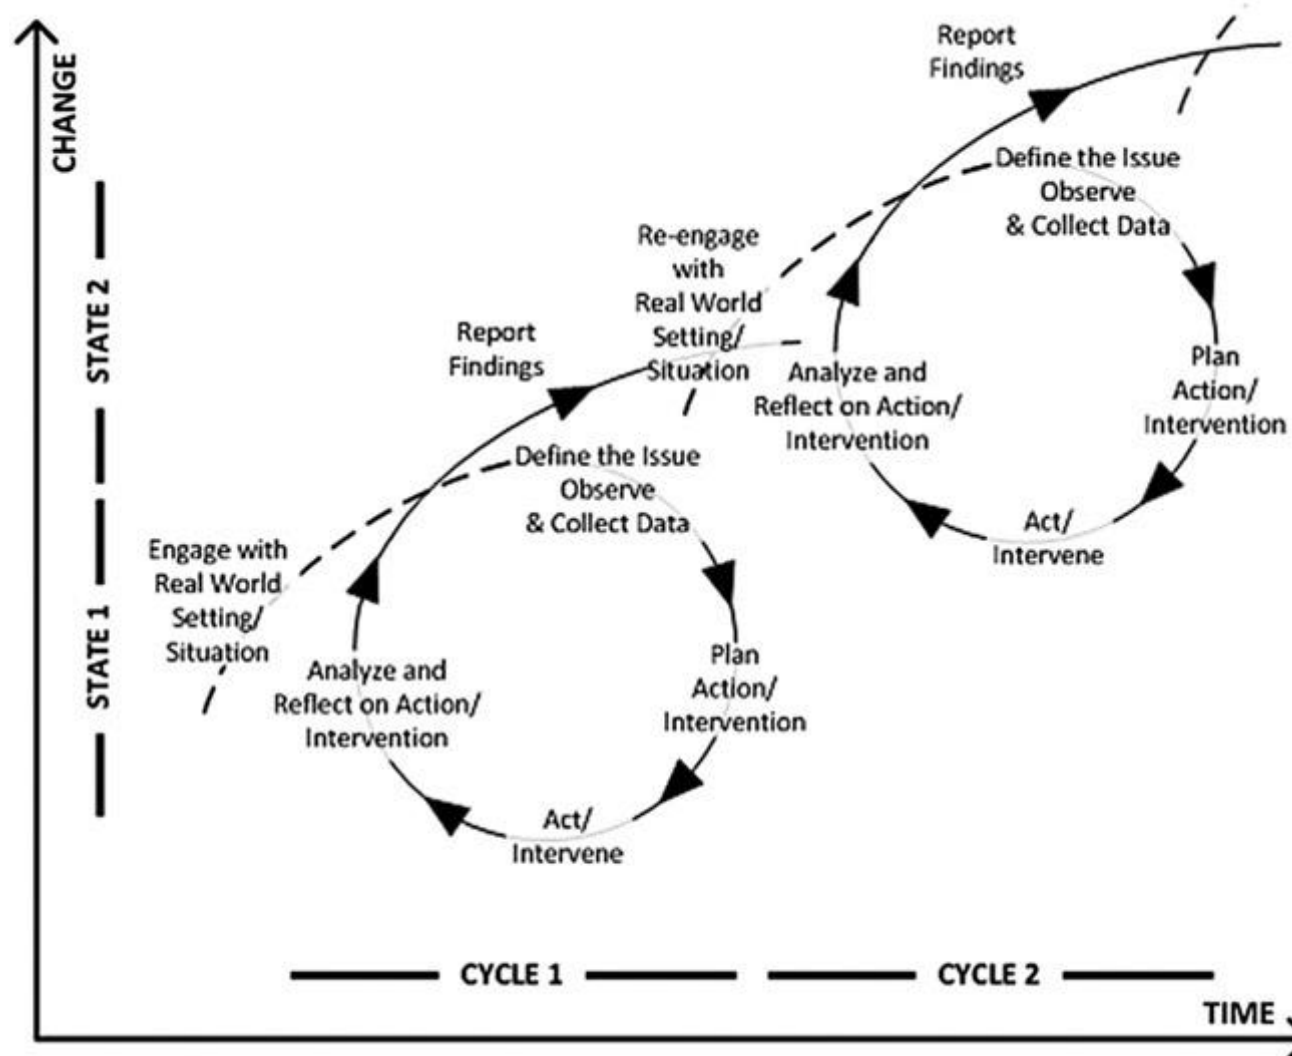 CHANGE
Report
Findings
Define the Issue
Observe
& Collect Data
Re-engage
with
Real World
Setting/
Situation
STATE 2
Plan
Action/
Intervention
Analyze and
Reflect on Action/
Intervention
Act/
Intervene
Report
Findings
Define the Issue
Observe
& Collect Data
Engage with
Real World
Setting/
Situation
STATE 1
Plan
Action/
Intervention
Analyze and
Reflect on Action/
Intervention
Act/
Intervene
CYCLE 1
CYCLE 2
TIME